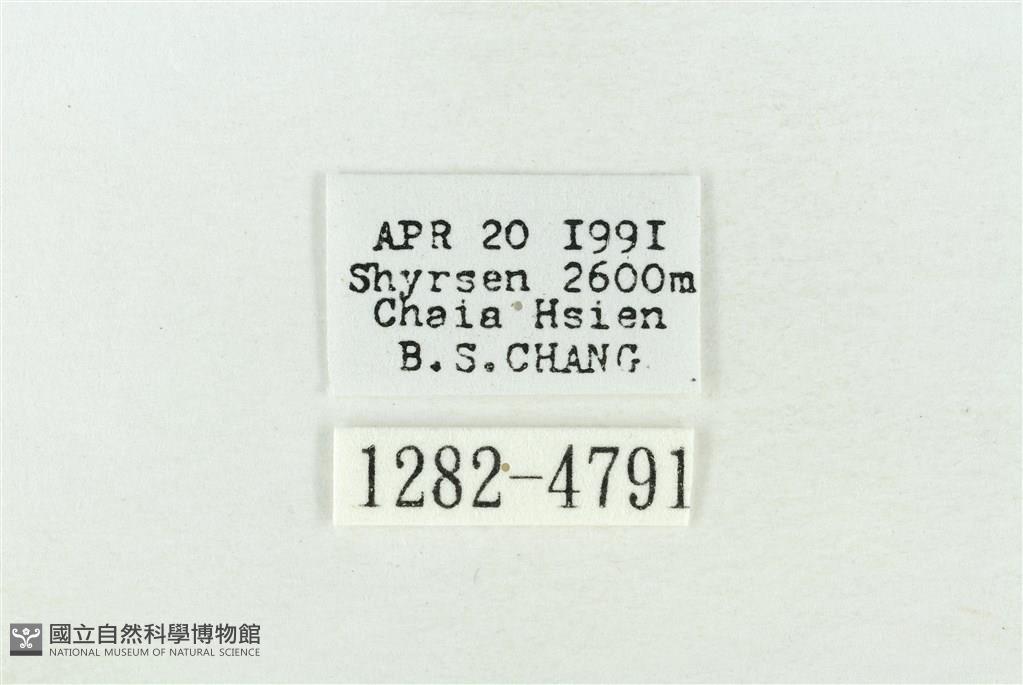 APR 20 1991
Shyrsen 2600m
Chaia Hsien
B.S.CHANG
1282-4791
國立自然科學博物館
NATIONAL MUSEUM OF NATURAL SCIENCE